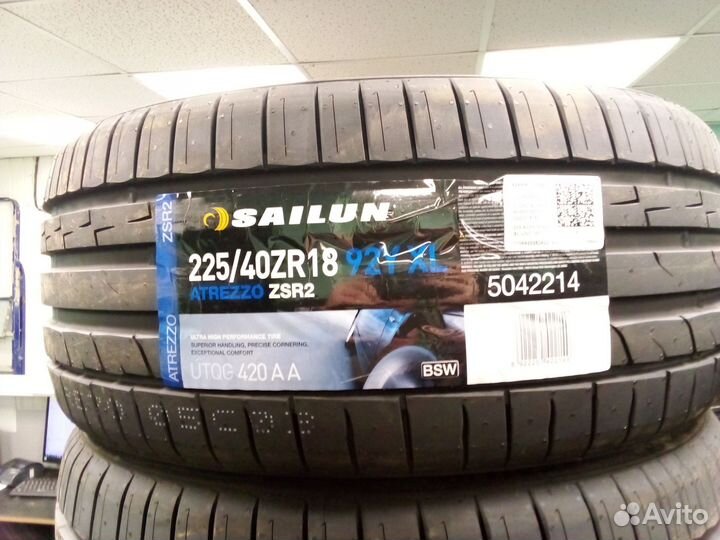 SAILUN
225/40ZR18 92Y XL
ATREZZO ZSR2
5042214
ULTRA HIGH PERFORMANCE TIRE
SUPERIOR HANDLING, PRECISE CORNERING,
EXCEPTIONAL COMFORT
UTQG 420 A A
BSW
ATREZZO ZSR2
Avito